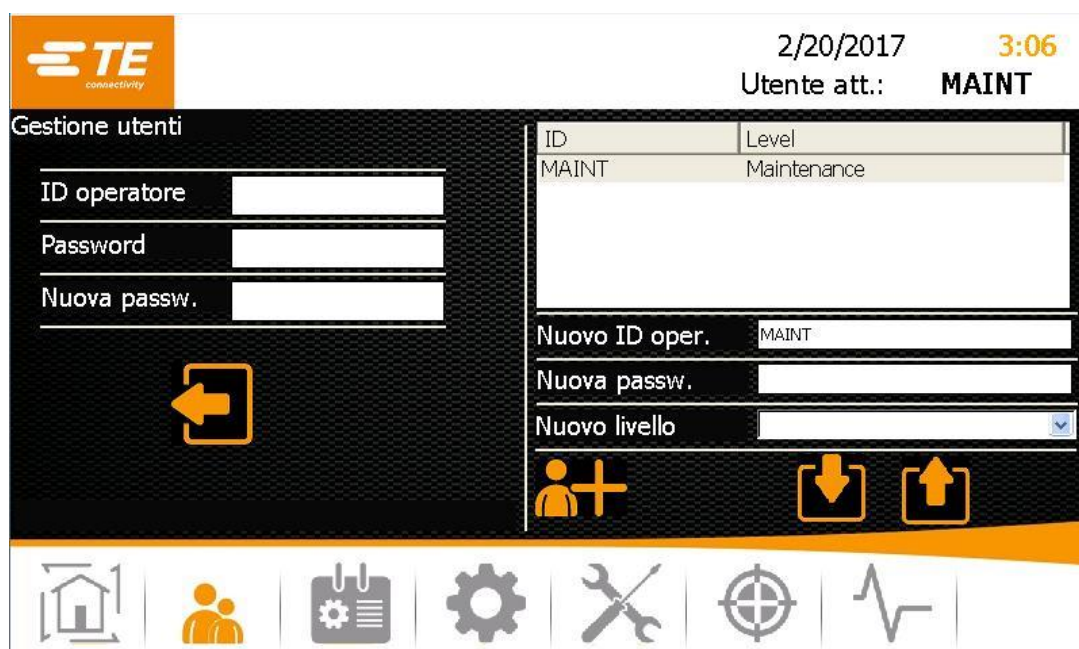 TE
connectivity
2/20/2017 3:06
Utente att.: MAINT
Gestione utenti
ID operatore
Password
Nuova passw.
ID Level
MAINT Maintenance
Nuovo ID oper. MAINT
Nuova passw.
Nuovo livello